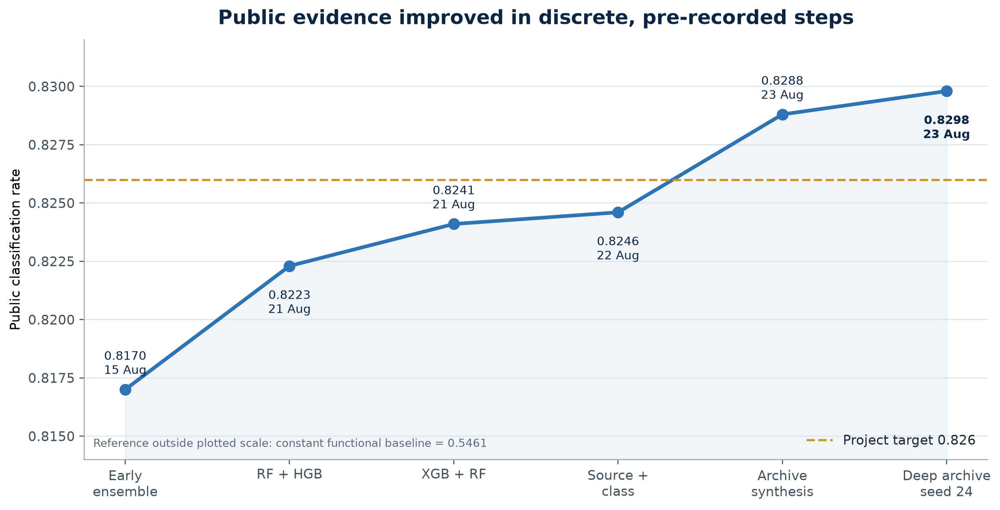 Public evidence improved in discrete, pre-recorded steps
Public classification rate
0.8300
0.8275
0.8250
0.8225
0.8200
0.8175
0.8150
0.8170
15 Aug
0.8223
21 Aug
0.8241
21 Aug
0.8246
22 Aug
0.8288
23 Aug
0.8298
23 Aug
Reference outside plotted scale: constant functional baseline = 0.5461
Project target 0.826
Early
ensemble
RF + HGB
XGB + RF
Source +
class
Archive
synthesis
Deep archive
seed 24